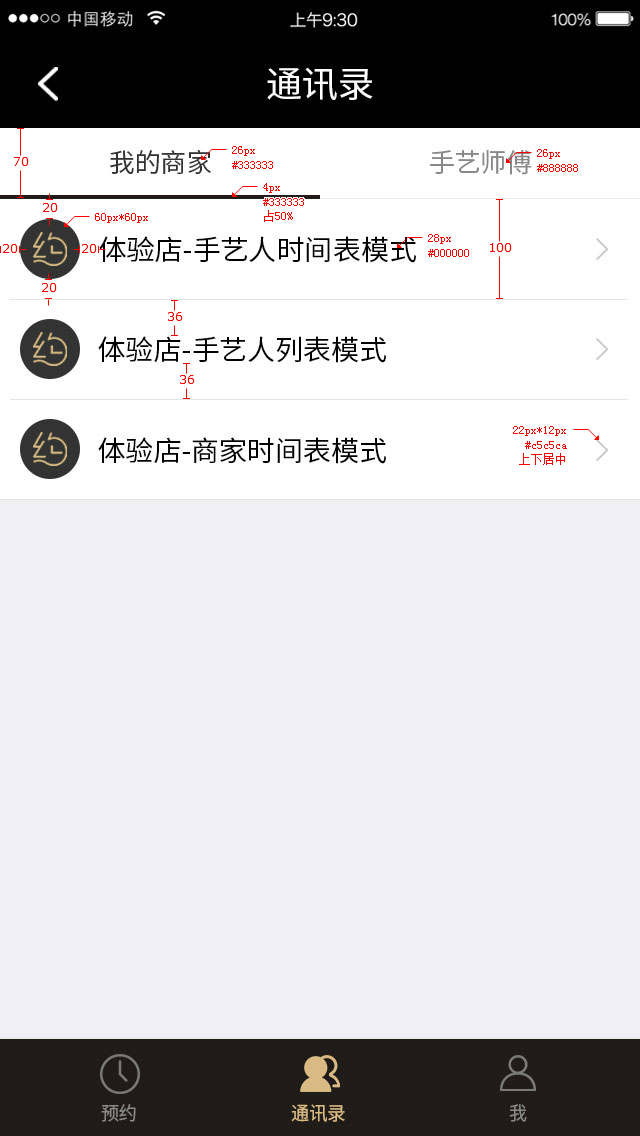 中国移动 上午9:30 100%
通讯录
70
我的商家
26px
#333333
手艺师傅
26px
#888888
4px
#333333
占50%
20
60px*60px
20
约
20
体验店-手艺人时间表模式
28px
#000000
100
20
36
约
体验店-手艺人列表模式
36
约
体验店-商家时间表模式
22px*12px
#c5c5ca
上下居中
预约
通讯录
我